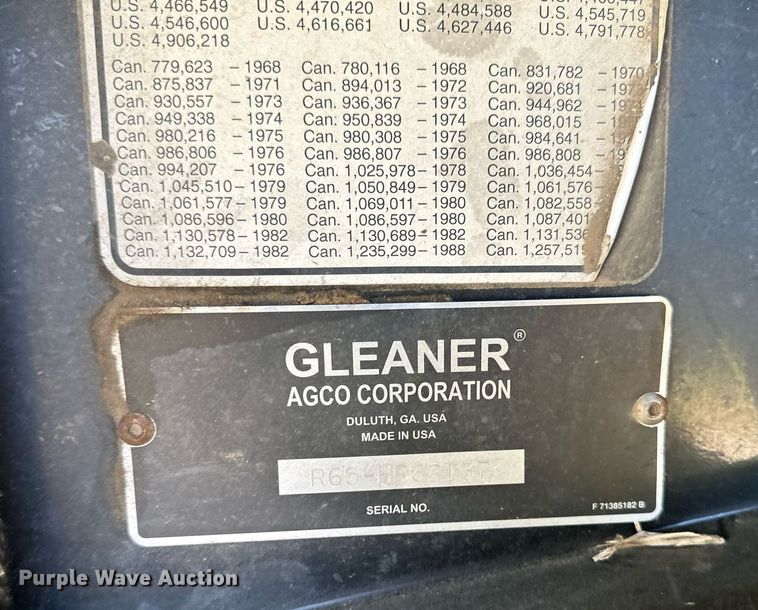 U.S. 4,466,549 U.S. 4,470,420 U.S. 4,484,588 U.S. 4,545,719
U.S. 4,546,600 U.S. 4,616,661 U.S. 4,627,446 U.S. 4,791,778
U.S. 4,906,218
Can. 779,623 – 1968 Can. 780,116 – 1968 Can. 831,782 – 1970
Can. 875,837 – 1971 Can. 894,013 – 1972 Can. 920,681
Can. 930,557 – 1973 Can. 936,367 – 1973 Can. 944,962
Can. 949,338 – 1974 Can. 950,839 – 1974 Can. 968,015
Can. 980,216 – 1975 Can. 980,308 – 1975 Can. 984,641
Can. 986,806 – 1976 Can. 986,807 – 1976 Can. 986,808
Can. 994,207 – 1976 Can. 1,025,978 – 1978 Can. 1,036,454
Can. 1,045,510 – 1979 Can. 1,050,849 – 1979 Can. 1,061,576
Can. 1,061,577 – 1979 Can. 1,069,011 – 1980 Can. 1,082,558
Can. 1,086,596 – 1980 Can. 1,086,597 – 1980 Can. 1,087,401
Can. 1,130,578 – 1982 Can. 1,130,689 – 1982 Can. 1,131,536
Can. 1,132,709 – 1982 Can. 1,235,299 – 1988 Can.
GLEANER®
AGCO CORPORATION
DULUTH, GA. USA
MADE IN USA
SERIAL NO.
F 71385182 B
Purple Wave Auction